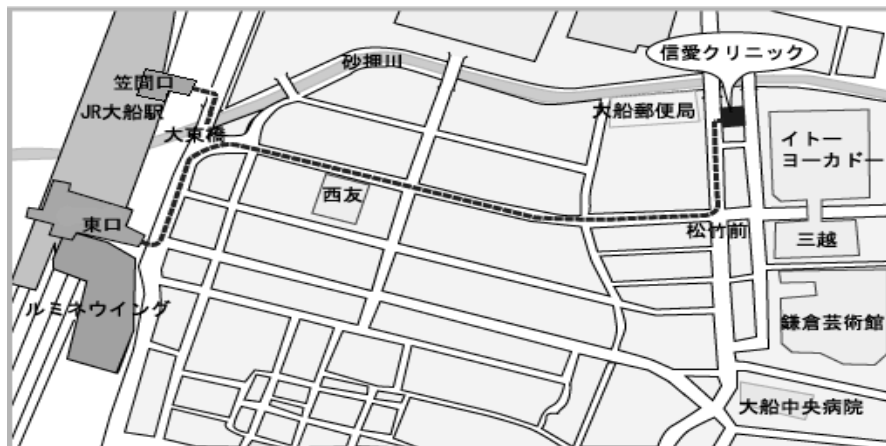 信愛クリニック
砂押川
笠間口
JR大船駅
大船郵便局
大東橋
イトー
ヨーカドー
西友
東口
松竹前
三越
ルミネウイング
鎌倉芸術館
大船中央病院